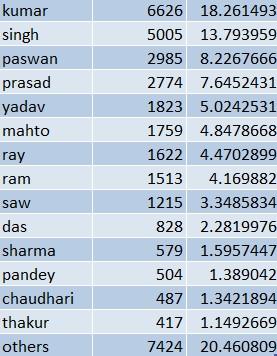 kumar 6626 18.261493
singh 5005 13.793959
paswan 2985 8.2267666
prasad 2774 7.6452431
yadav 1823 5.0242531
mahto 1759 4.8478668
ray 1622 4.4702899
ram 1513 4.169882
saw 1215 3.3485834
das 828 2.2819976
sharma 579 1.5957447
pandey 504 1.389042
chaudhari 487 1.3421894
thakur 417 1.1492669
others 7424 20.460809